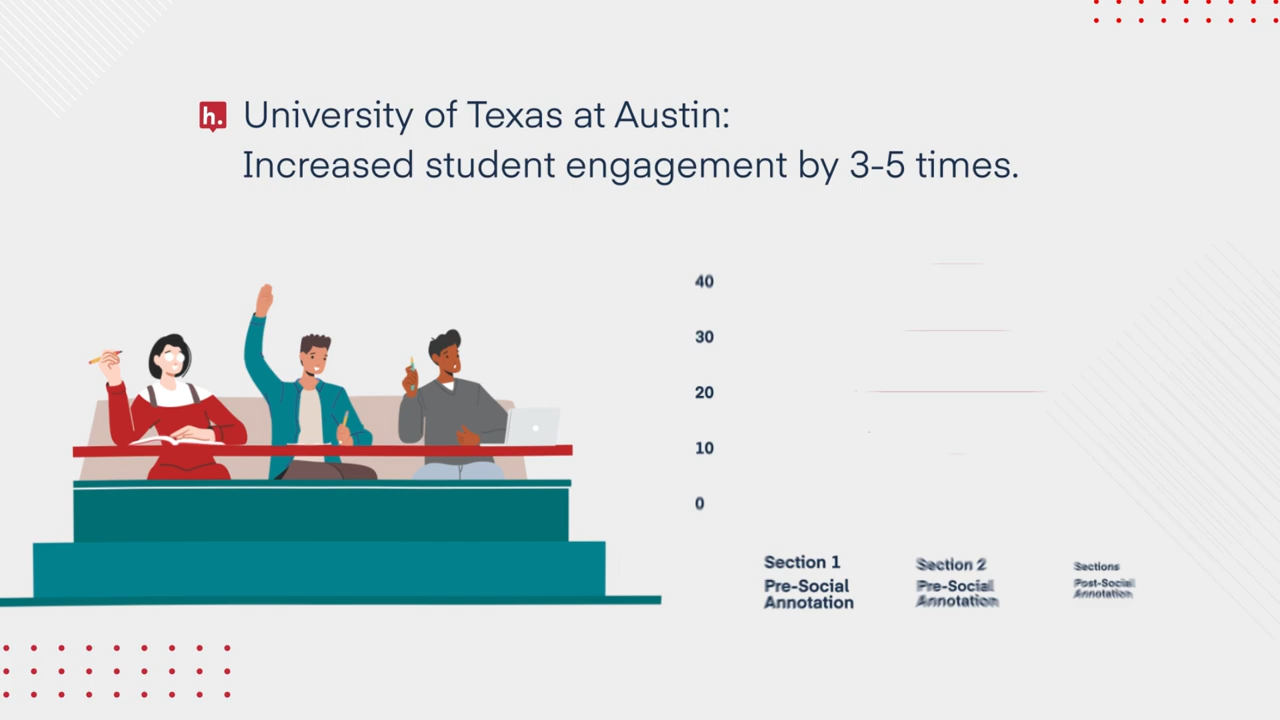 h. University of Texas at Austin:
Increased student engagement by 3-5 times.
40
30
20
10
0
Section 1
Pre-Social
Annotation
Section 2
Pre-Social
Annotation
Sections
Post-Social
Annotation